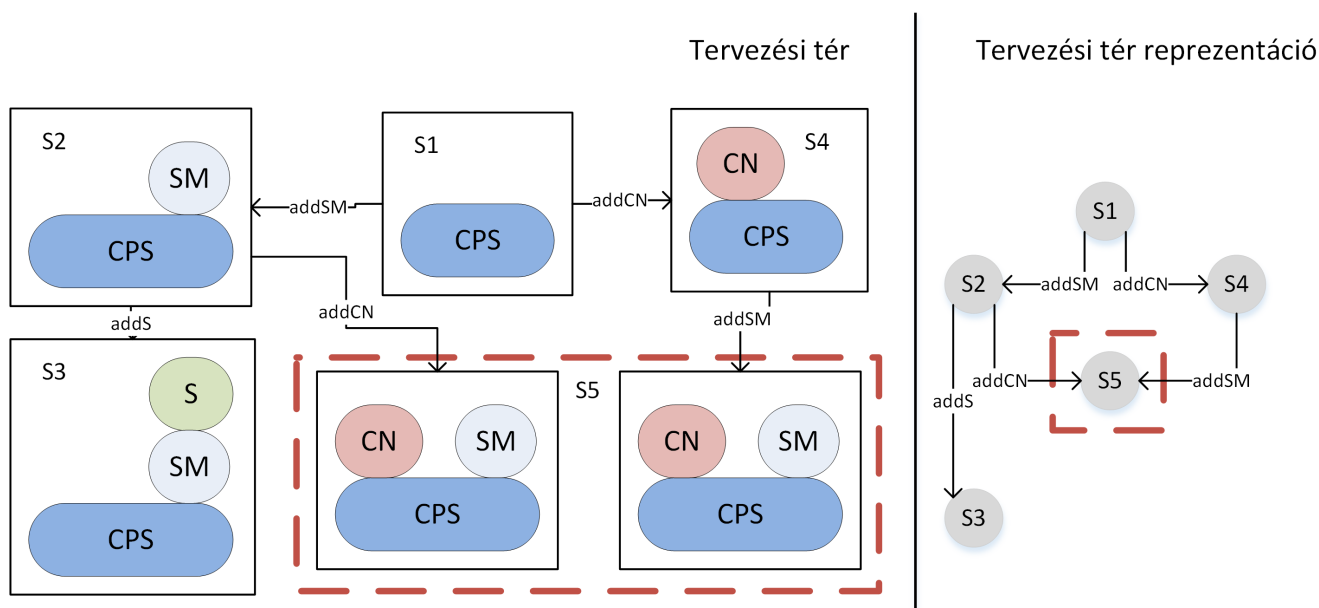 Tervezési tér
Tervezési tér reprezentáció
S2
SM
CPS
addSM
S1
CPS
addCN
CN
S4
CPS
addCN
addS
addSM
S3
S
SM
CPS
S5
CN
SM
CPS
CN
SM
CPS
S1
S2
addSM
addCN
S4
addCN
S5
addSM
addS
S3